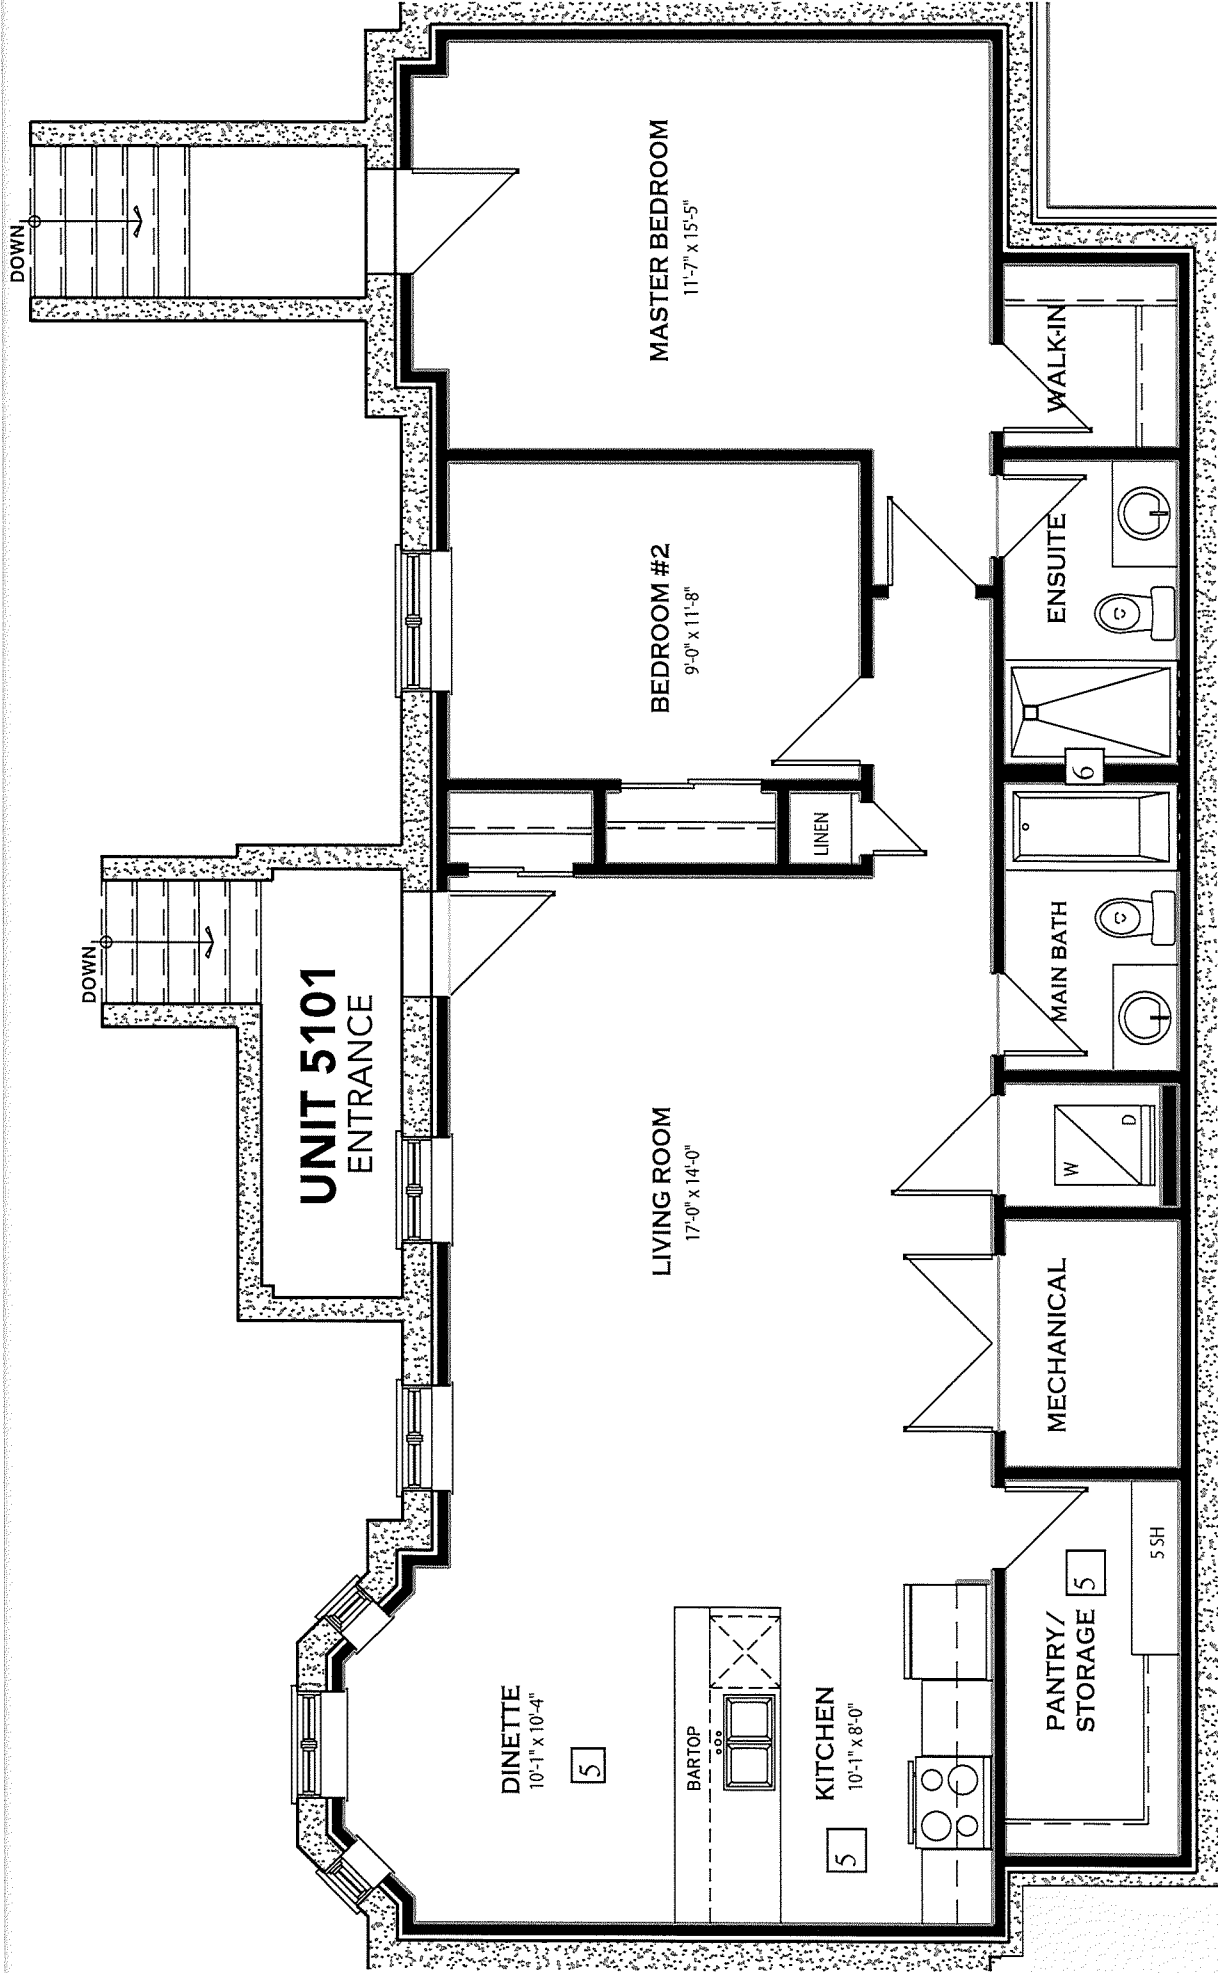 DOWN
MASTER BEDROOM
11'-7" x 15'-5"
WALK-IN
BEDROOM #2
9'-0" x 11'-8"
ENSUITE
6
LINEN
DOWN
UNIT 5101
ENTRANCE
MAIN BATH
LIVING ROOM
17'-0" x 14'-0"
W
D
MECHANICAL
DINETTE
10'-1" x 10'-4"
5
BARTOP
KITCHEN
10'-1" x 8'-0"
5
PANTRY/
STORAGE
5
5 SH